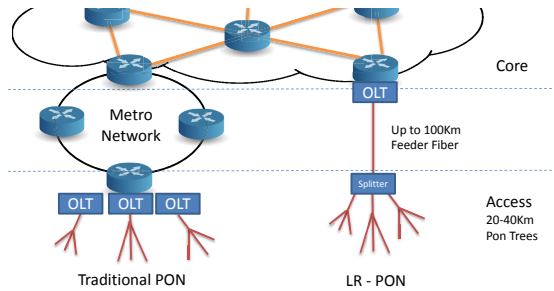 Core
OLT
Metro
Network
Up to 100Km
Feeder Fiber
Splitter
OLT
OLT
OLT
Access
20-40Km
Pon Trees
Traditional PON
LR - PON